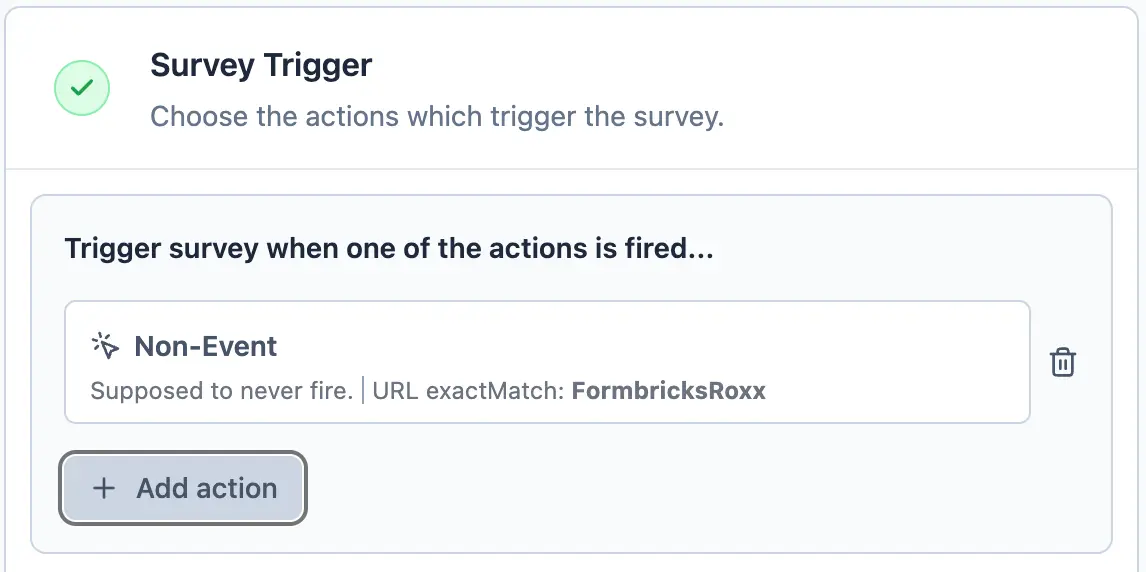 Survey Trigger
Choose the actions which trigger the survey.
Trigger survey when one of the actions is fired...
Non-Event
Supposed to never fire. | URL exactMatch: FormbricksRoxx
+ Add action